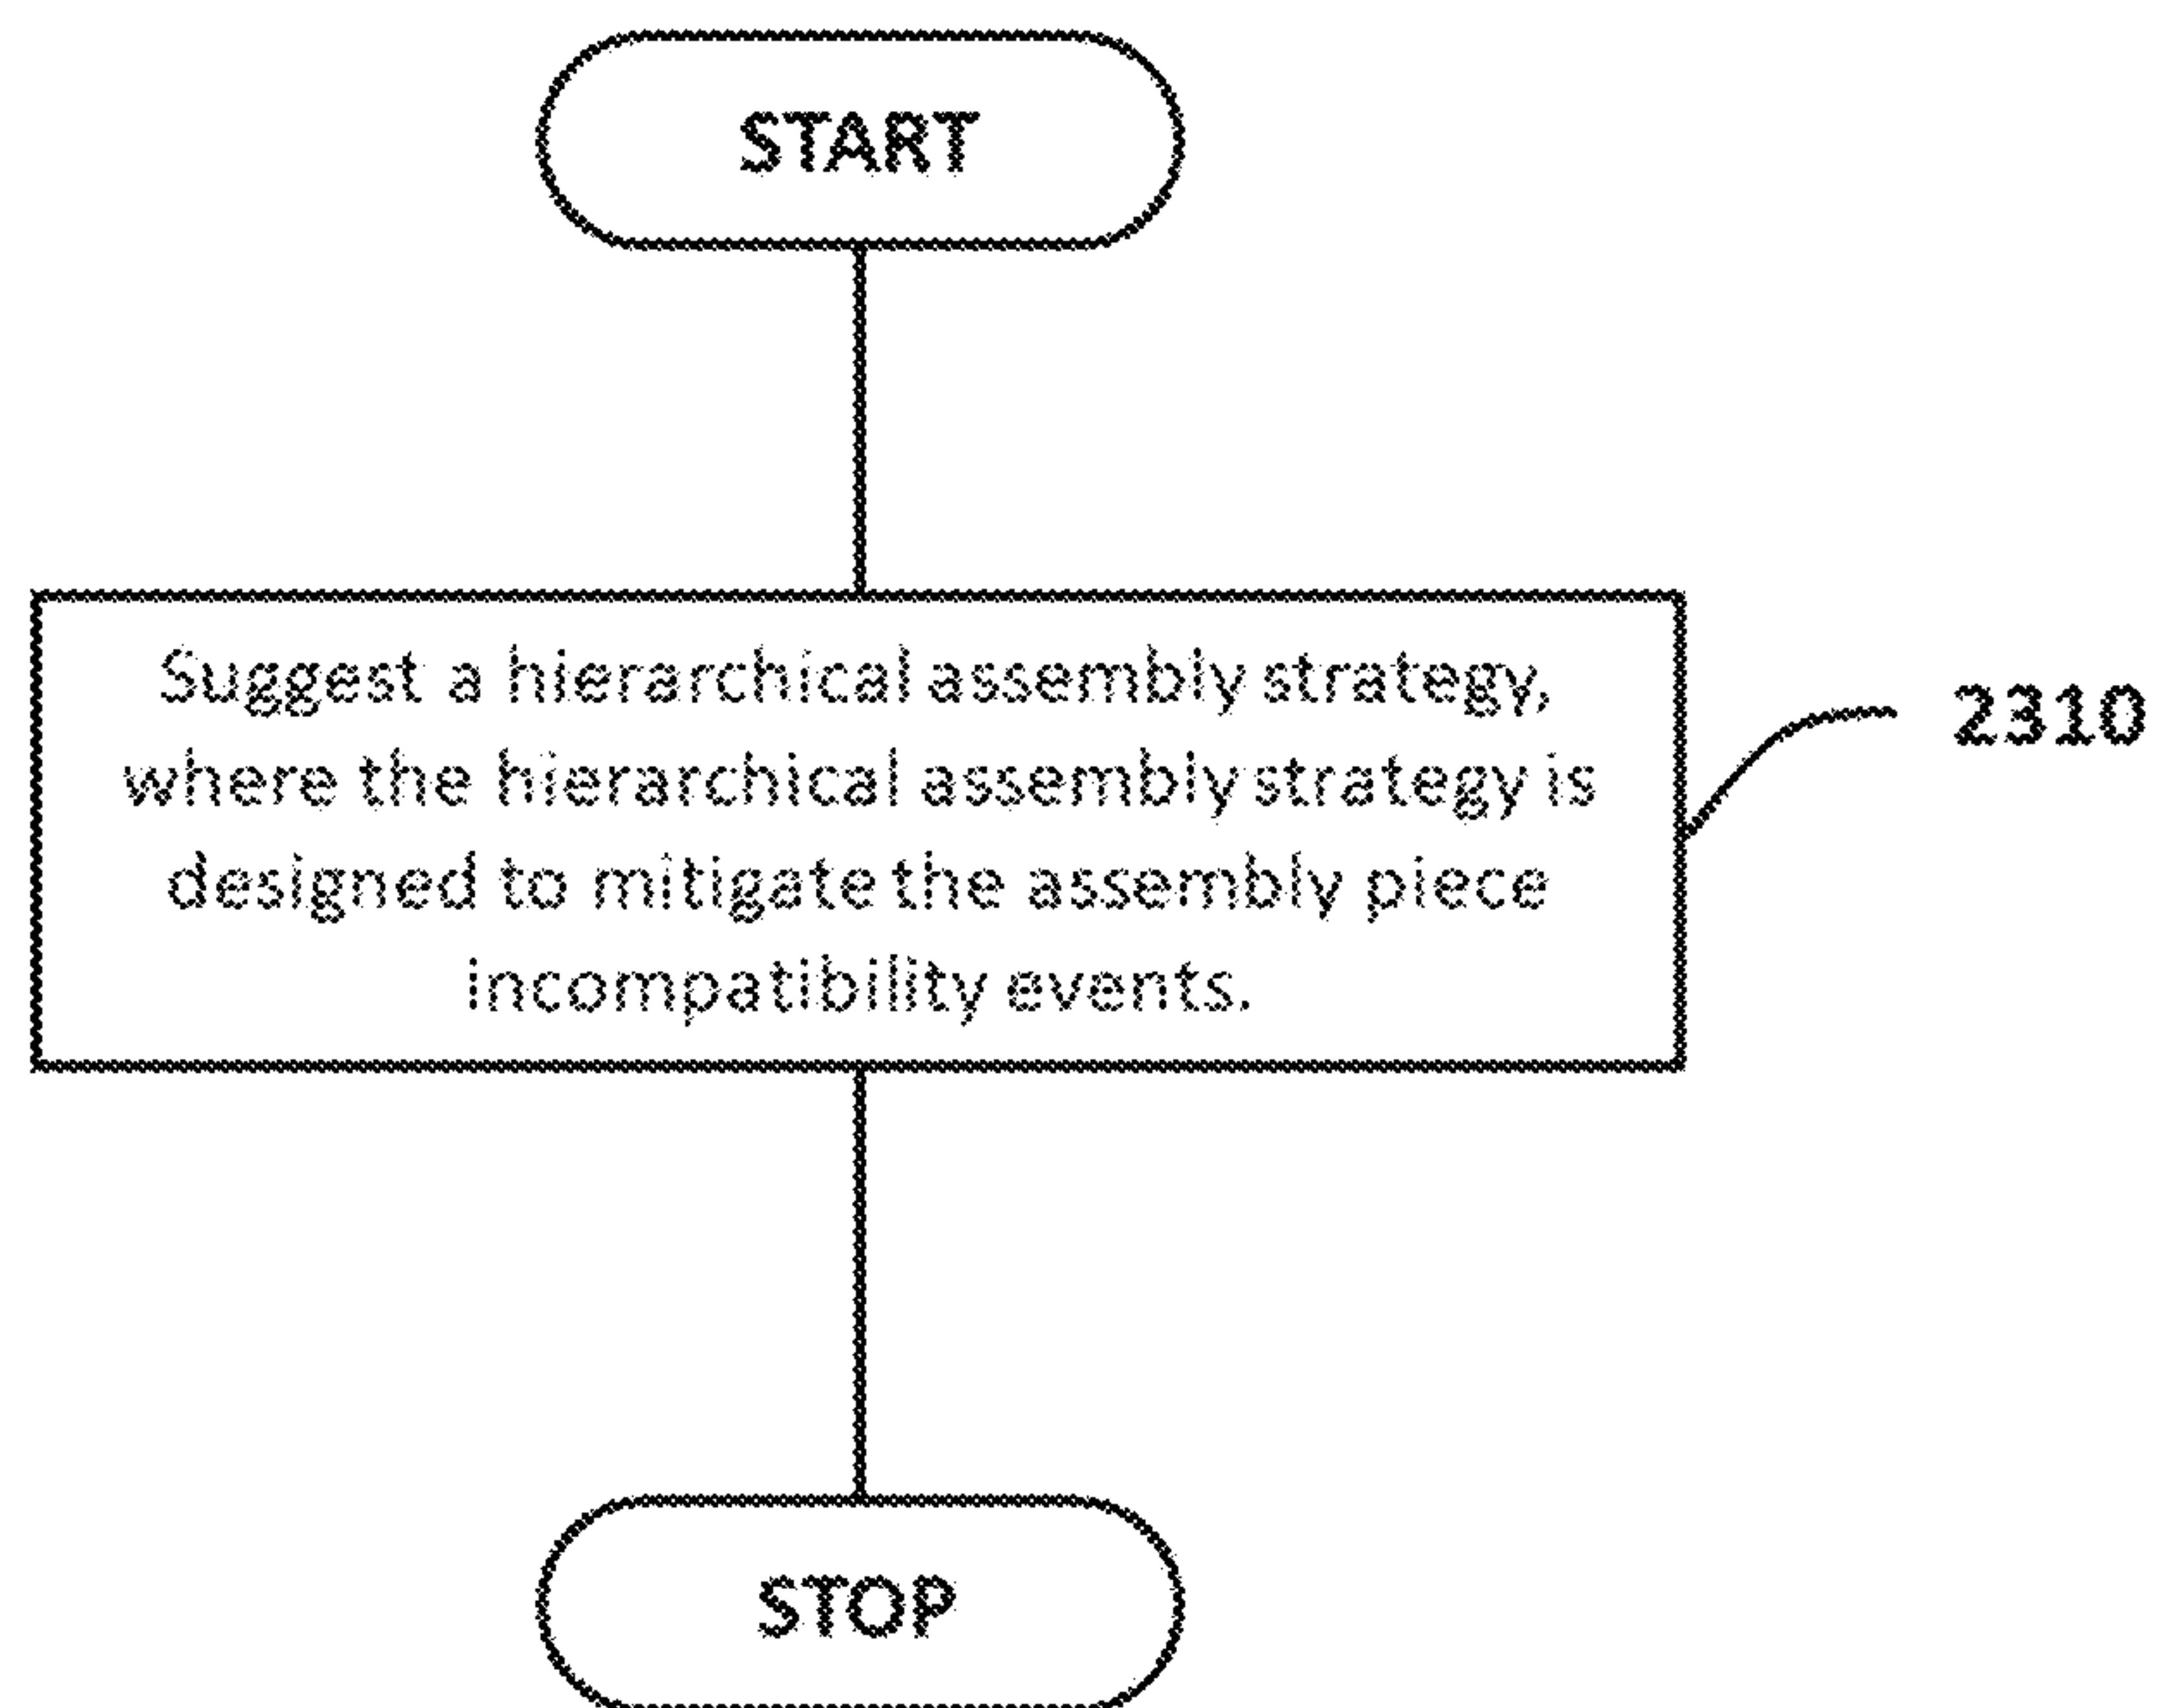 START
Suggest a hierarchical assembly strategy,
where the hierarchical assembly strategy is
designed to mitigate the assembly piece
incompatibility events.
2310
STOP